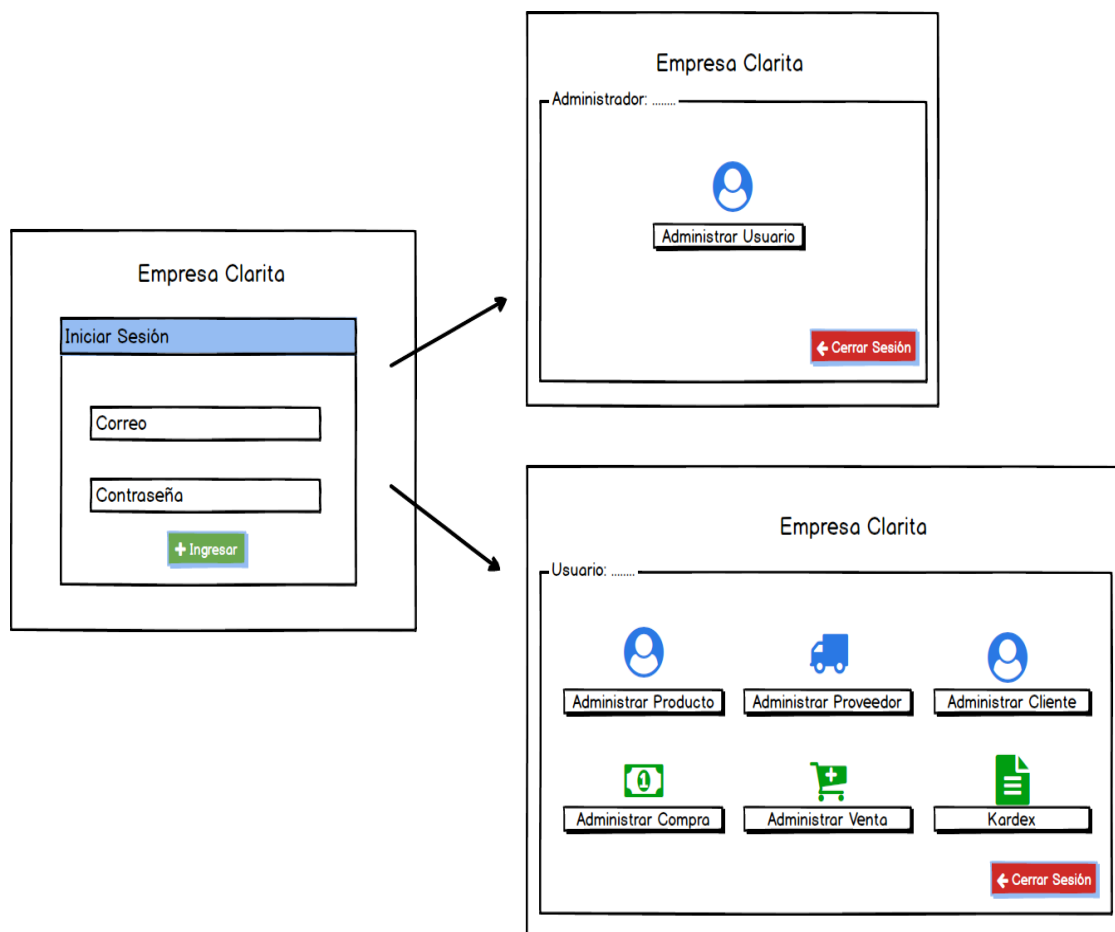 Empresa Clarita
Iniciar Sesión
Correo
Contraseña
Ingresar
Empresa Clarita
Administrador: ........
Administrar Usuario
Cerrar Sesión
Empresa Clarita
Usuario: ........
Administrar Producto
Administrar Proveedor
Administrar Cliente
1
Administrar Compra
Administrar Venta
Kardex
Cerrar Sesión